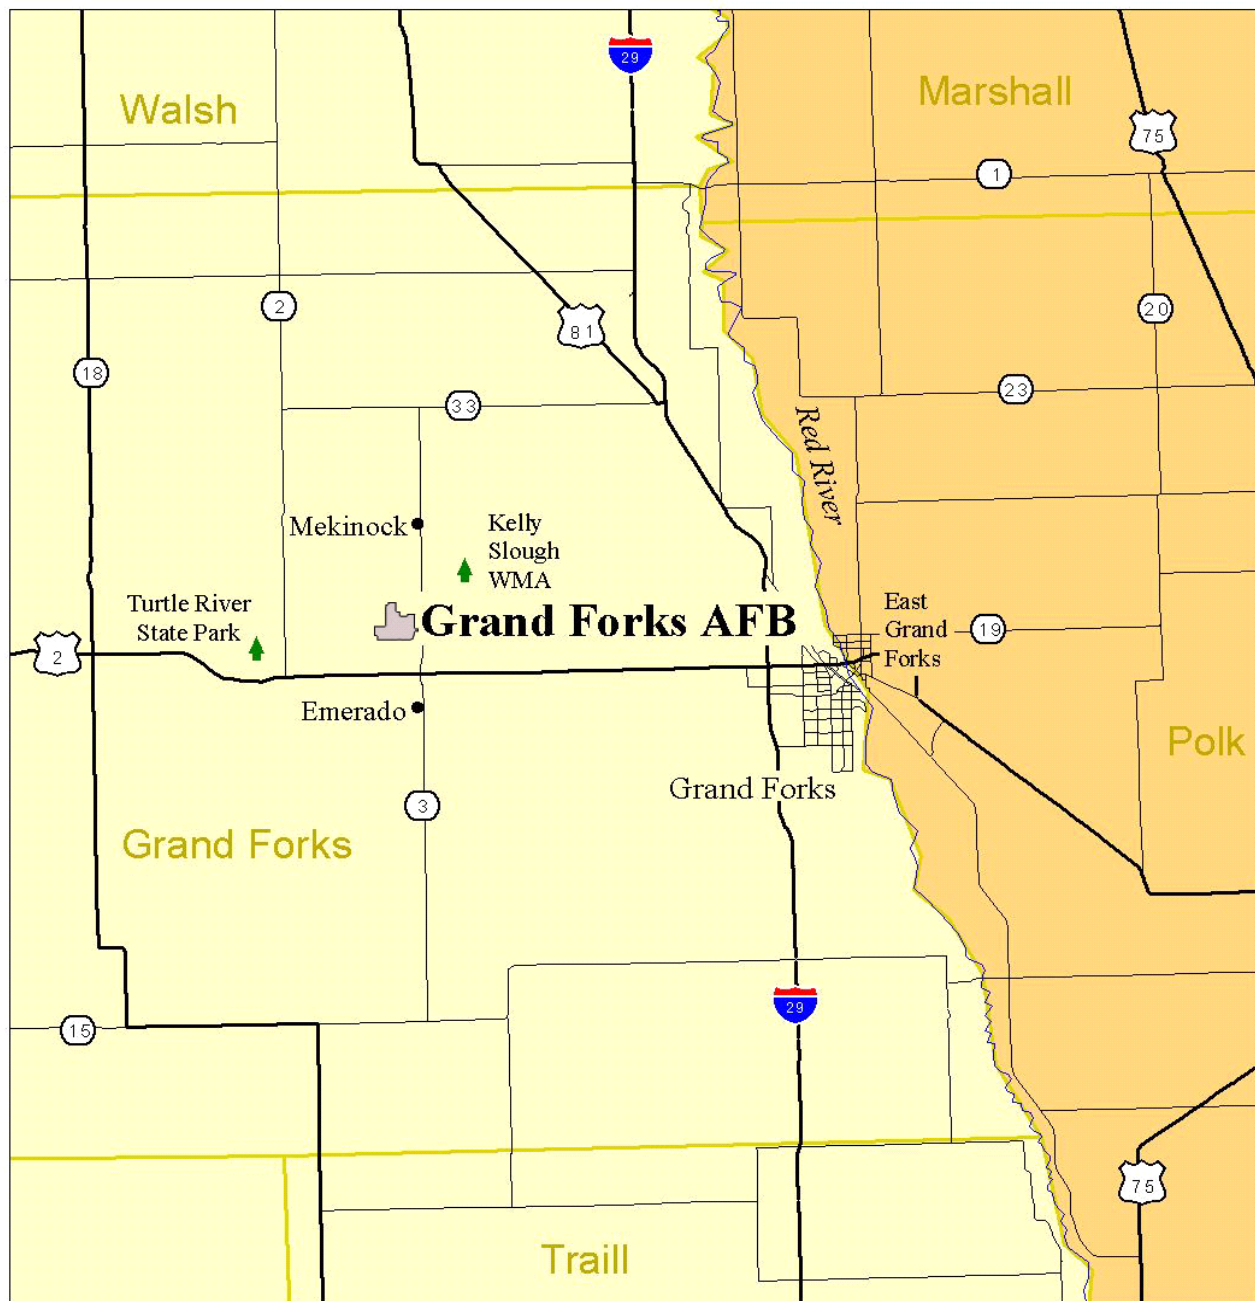 29
Marshall
Walsh
75
1
2
20
81
18
23
33
Red River
Mekinock
Kelly
Slough
WMA
Turtle River
State Park
Grand Forks AFB
East
Grand
Forks
19
2
Emerado
Polk
Grand Forks
3
Grand Forks
29
15
75
Traill